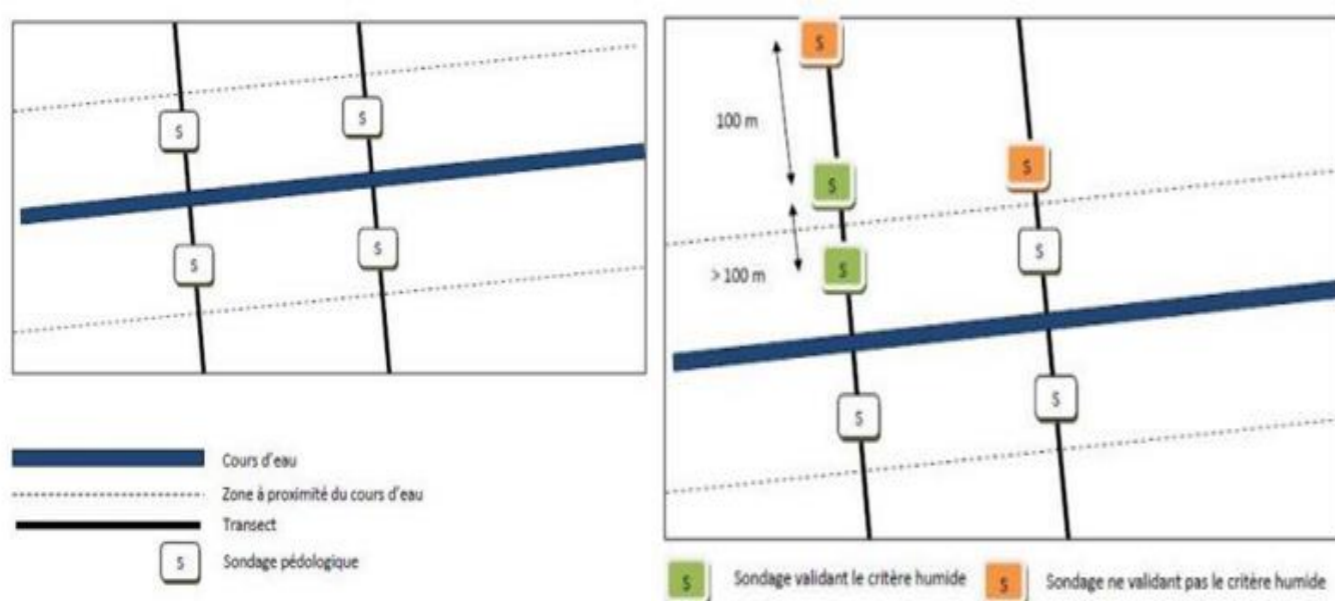 S
S
S
S
Cours d'eau
Zone à proximité du cours d'eau
Transect
S
Sondage pédologique
S
100 m
S
S
S
> 100 m
S
S
S
S
Sondage validant le critère humide
S
Sondage ne validant pas le critère humide